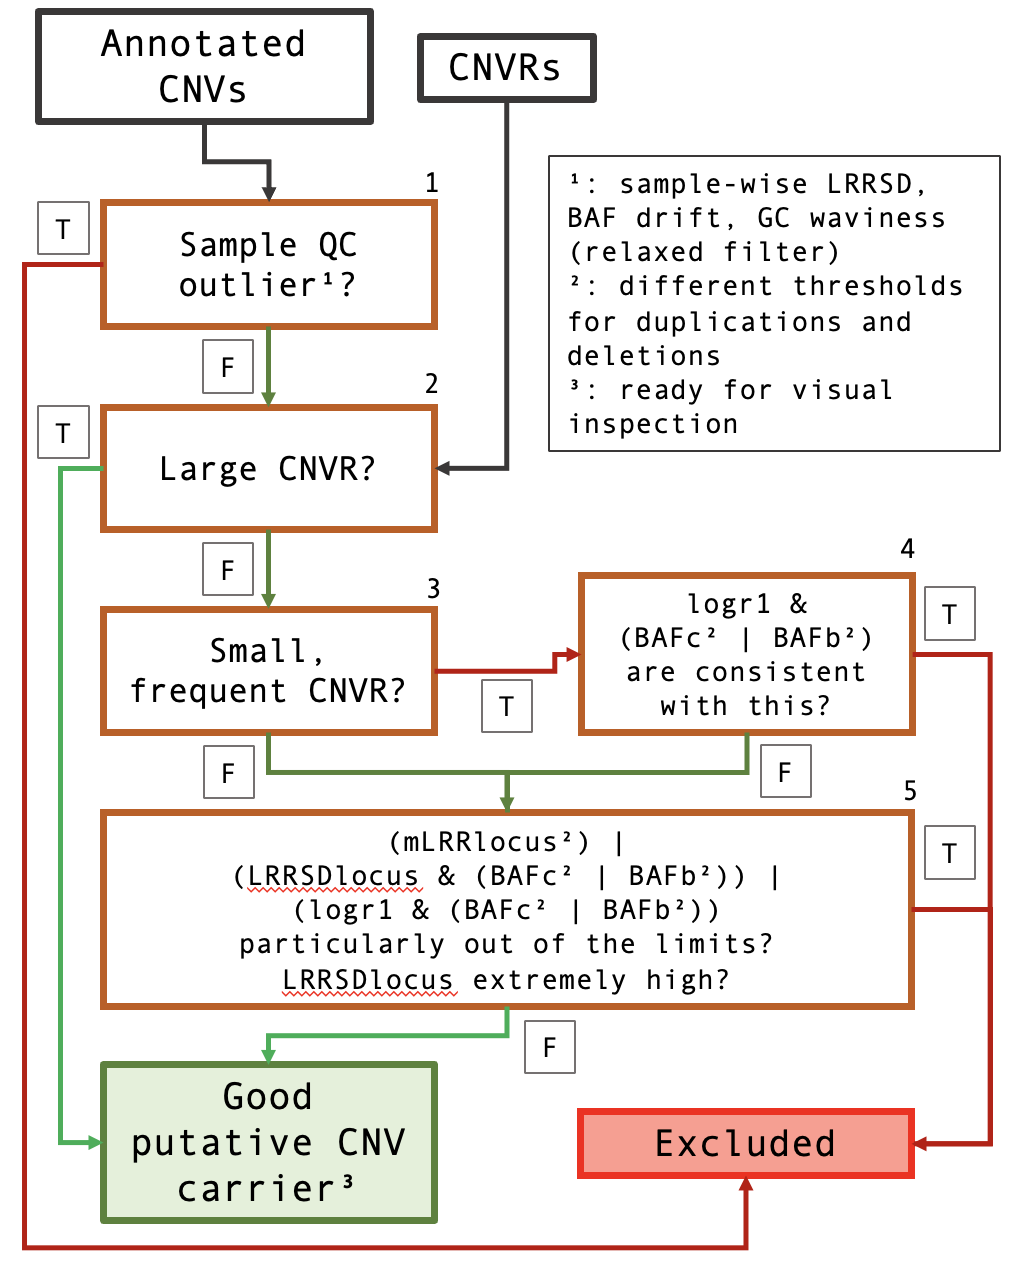 Annotated
CNVs
CNVRs
¹: sample-wise LRRSD,
BAF drift, GC waviness
(relaxed filter)
²: different thresholds
for duplications and
deletions
³: ready for visual
inspection
1
T
Sample QC
outlier¹?
F
2
T
Large CNVR?
F
3
Small,
frequent CNVR?
T
F
4
logr1 &
(BAFc² | BAFb²)
are consistent
with this?
T
F
5
(mLRRlocus²) |
(LRRSDlocus & (BAFc² | BAFb²)) |
(logr1 & (BAFc² | BAFb²))
particularly out of the limits?
LRRSDlocus extremely high?
T
F
Good
putative CNV
carrier³
Excluded